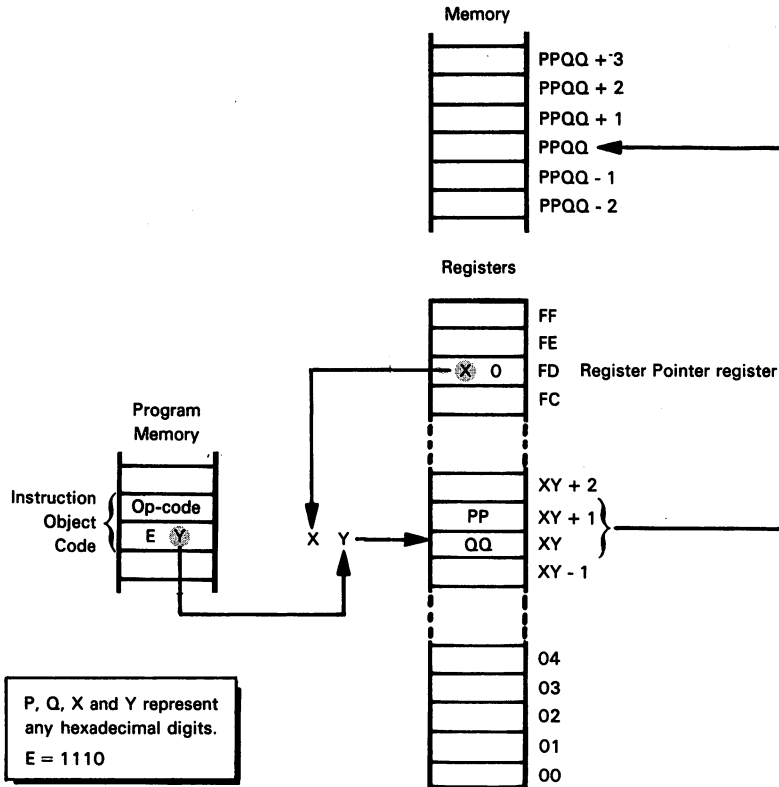 Memory
PPQQ + 3
PPQQ + 2
PPQQ + 1
PPQQ
PPQQ - 1
PPQQ - 2
Registers
FF
FE
X 0 FD Register Pointer register
FC
Program
Memory
Instruction
Object
Code
Op-code
E Y
X Y
XY + 2
PP XY + 1
QQ XY
XY - 1
04
03
02
01
00
P, Q, X and Y represent
any hexadecimal digits.
E = 1110